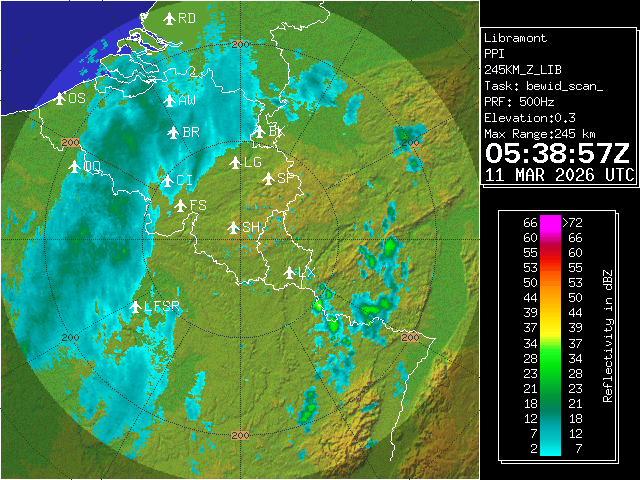 RD
200
OS
AW
BR
BK
200
200
QO
LG
CI
SP
FS
SH
LX
LFSR
200
200
200
Libramont
PPI
245KM_Z_LIB
Task: bewid_scan_
PRF: 500Hz
Elevation:0.3
Max Range:245 km
05:38:57Z
11 MAR 2026 UTC
66 >72
60 66
55 60
53 55
50 53
44 50
39 44
37 39
34 37
28 34
23 28
21 23
18 21
12 18
7 12
2 7
Reflectivity in dBZ